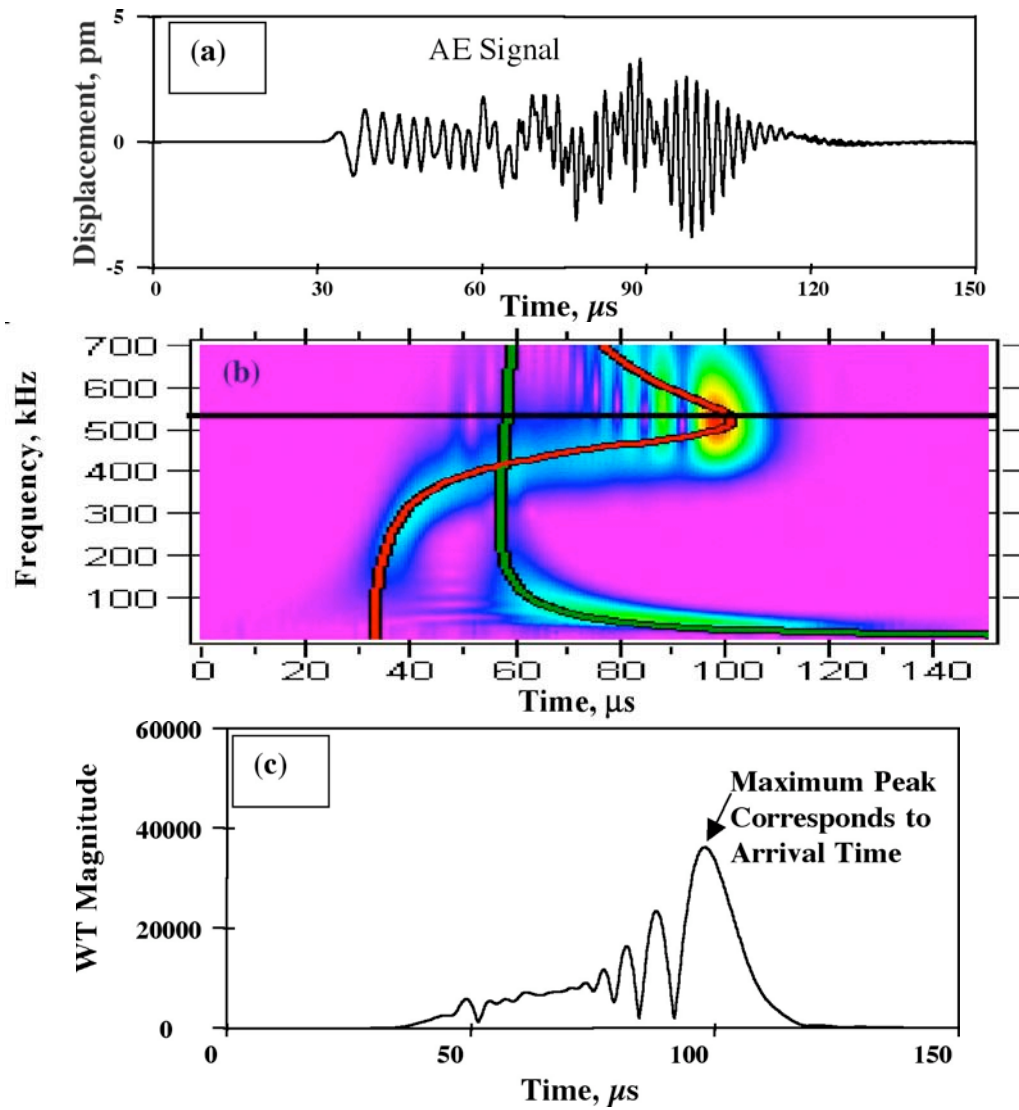 5
(a)
AE Signal
Displacement, pm
0
-5
0 30 60 90 120 150
Time, μs
700
(b)
600
500
400
300
200
100
Frequency, kHz
0 20 40 60 80 100 120 140
Time, μs
60000
(c)
Maximum Peak
Corresponds to
Arrival Time
40000
20000
0
WT Magnitude
0 50 100 150
Time, μs